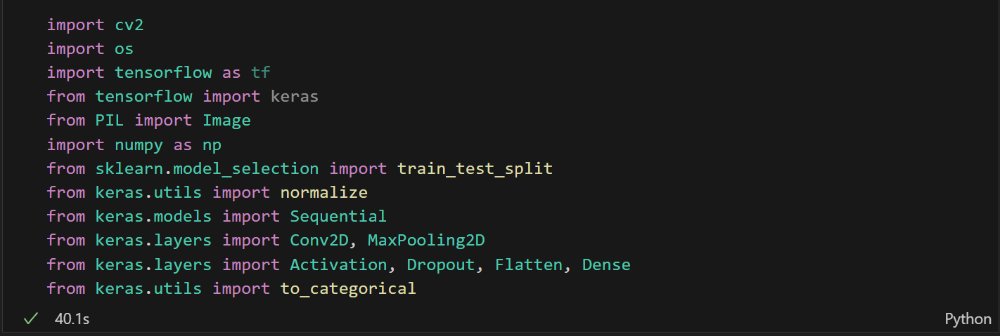 import cv2
import os
import tensorflow as tf
from tensorflow import keras
from PIL import Image
import numpy as np
from sklearn.model_selection import train_test_split
from keras.utils import normalize
from keras.models import Sequential
from keras.layers import Conv2D, MaxPooling2D
from keras.layers import Activation, Dropout, Flatten, Dense
from keras.utils import to_categorical
40.1s Python